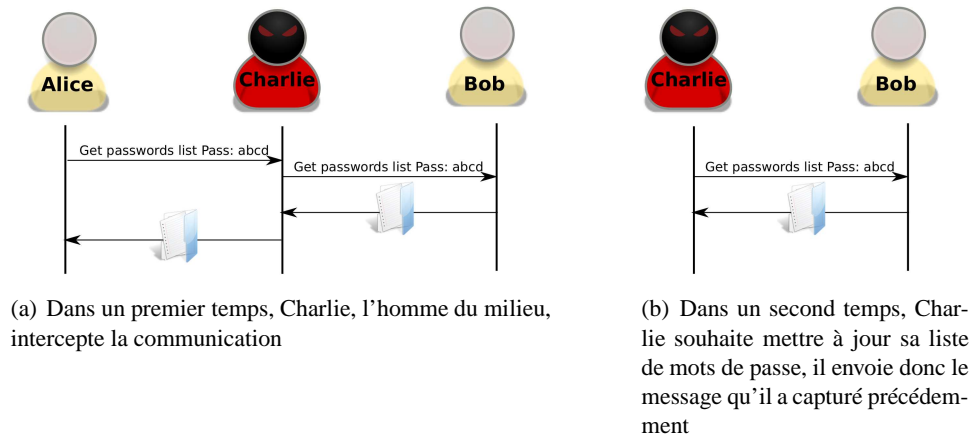 Alice
Charlie
Bob
Get passwords list Pass: abcd
Get passwords list Pass: abcd
(a) Dans un premier temps, Charlie, l'homme du milieu,
intercepte la communication
Charlie
Bob
Get passwords list Pass: abcd
(b) Dans un second temps, Char-
lie souhaite mettre à jour sa liste
de mots de passe, il envoie donc le
message qu'il a capturé précédem-
ment